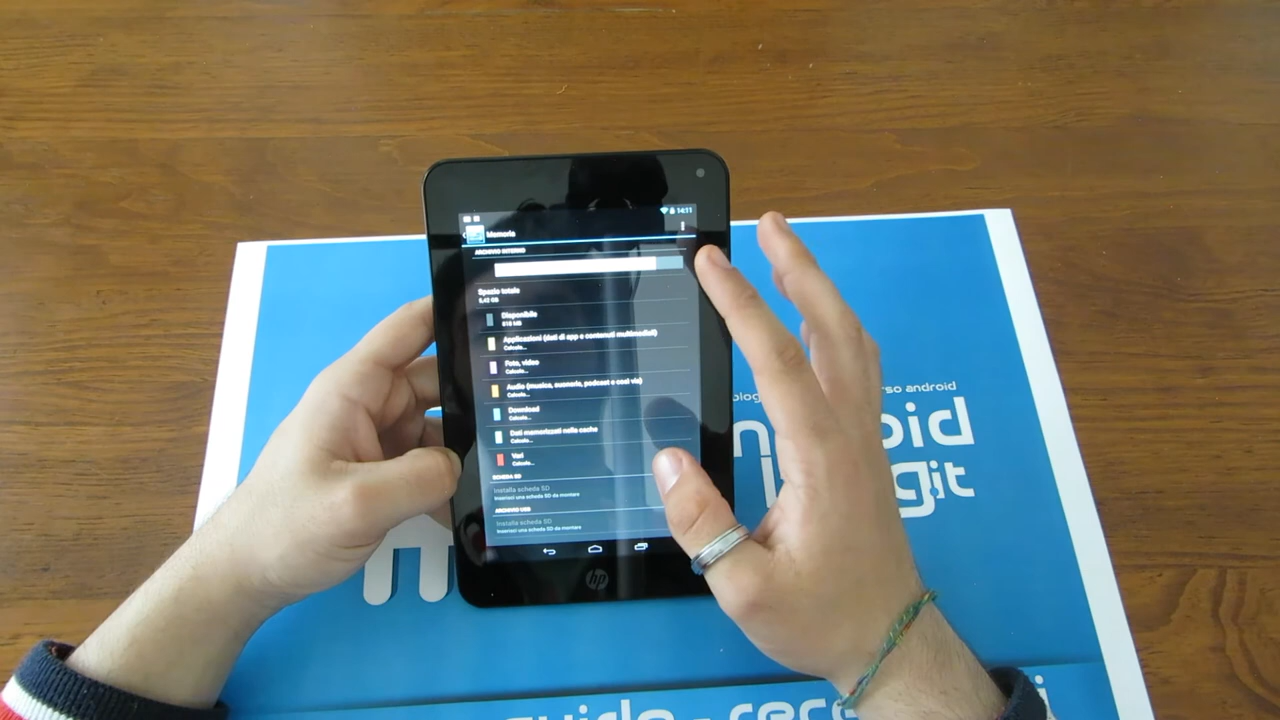 14:11
Memoria
ARCHIVIO INTERNO
Spazio totale
5,42 GB
Disponibile
818 MB
Applicazioni (dati di app e contenuti multimediali)
Calcolo...
Foto, video
Calcolo...
Audio (musica, suonerie, podcast e così via)
Calcolo...
Download
Calcolo...
Dati memorizzati nella cache
Calcolo...
Vari
Calcolo...
SCHEDA SD
Installa scheda SD
Inserisci una scheda SD da montare
ARCHIVIO USB
Installa scheda SD
Inserisci una scheda SD da montare
hp
android
git